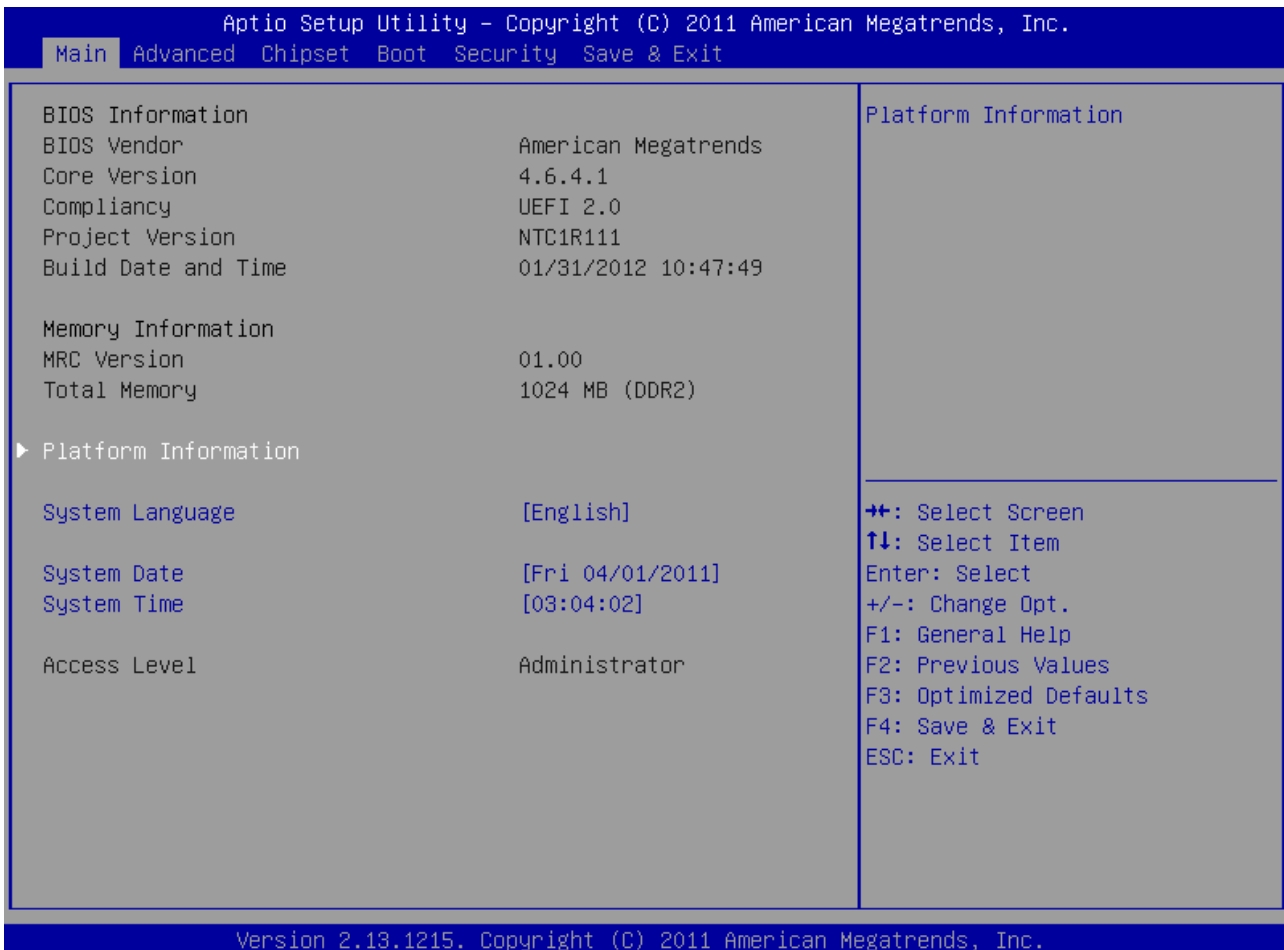 Aptio Setup Utility – Copyright (C) 2011 American Megatrends, Inc.
Main Advanced Chipset Boot Security Save & Exit
BIOS Information
BIOS Vendor American Megatrends
Core Version 4.6.4.1
Compliancy UEFI 2.0
Project Version NTC1R111
Build Date and Time 01/31/2012 10:47:49
Memory Information
MRC Version 01.00
Total Memory 1024 MB (DDR2)
▶ Platform Information
System Language [English]
System Date [Fri 04/01/2011]
System Time [03:04:02]
Access Level Administrator
Platform Information
→←: Select Screen
↑↓: Select Item
Enter: Select
+/-: Change Opt.
F1: General Help
F2: Previous Values
F3: Optimized Defaults
F4: Save & Exit
ESC: Exit
Version 2.13.1215. Copyright (C) 2011 American Megatrends, Inc.